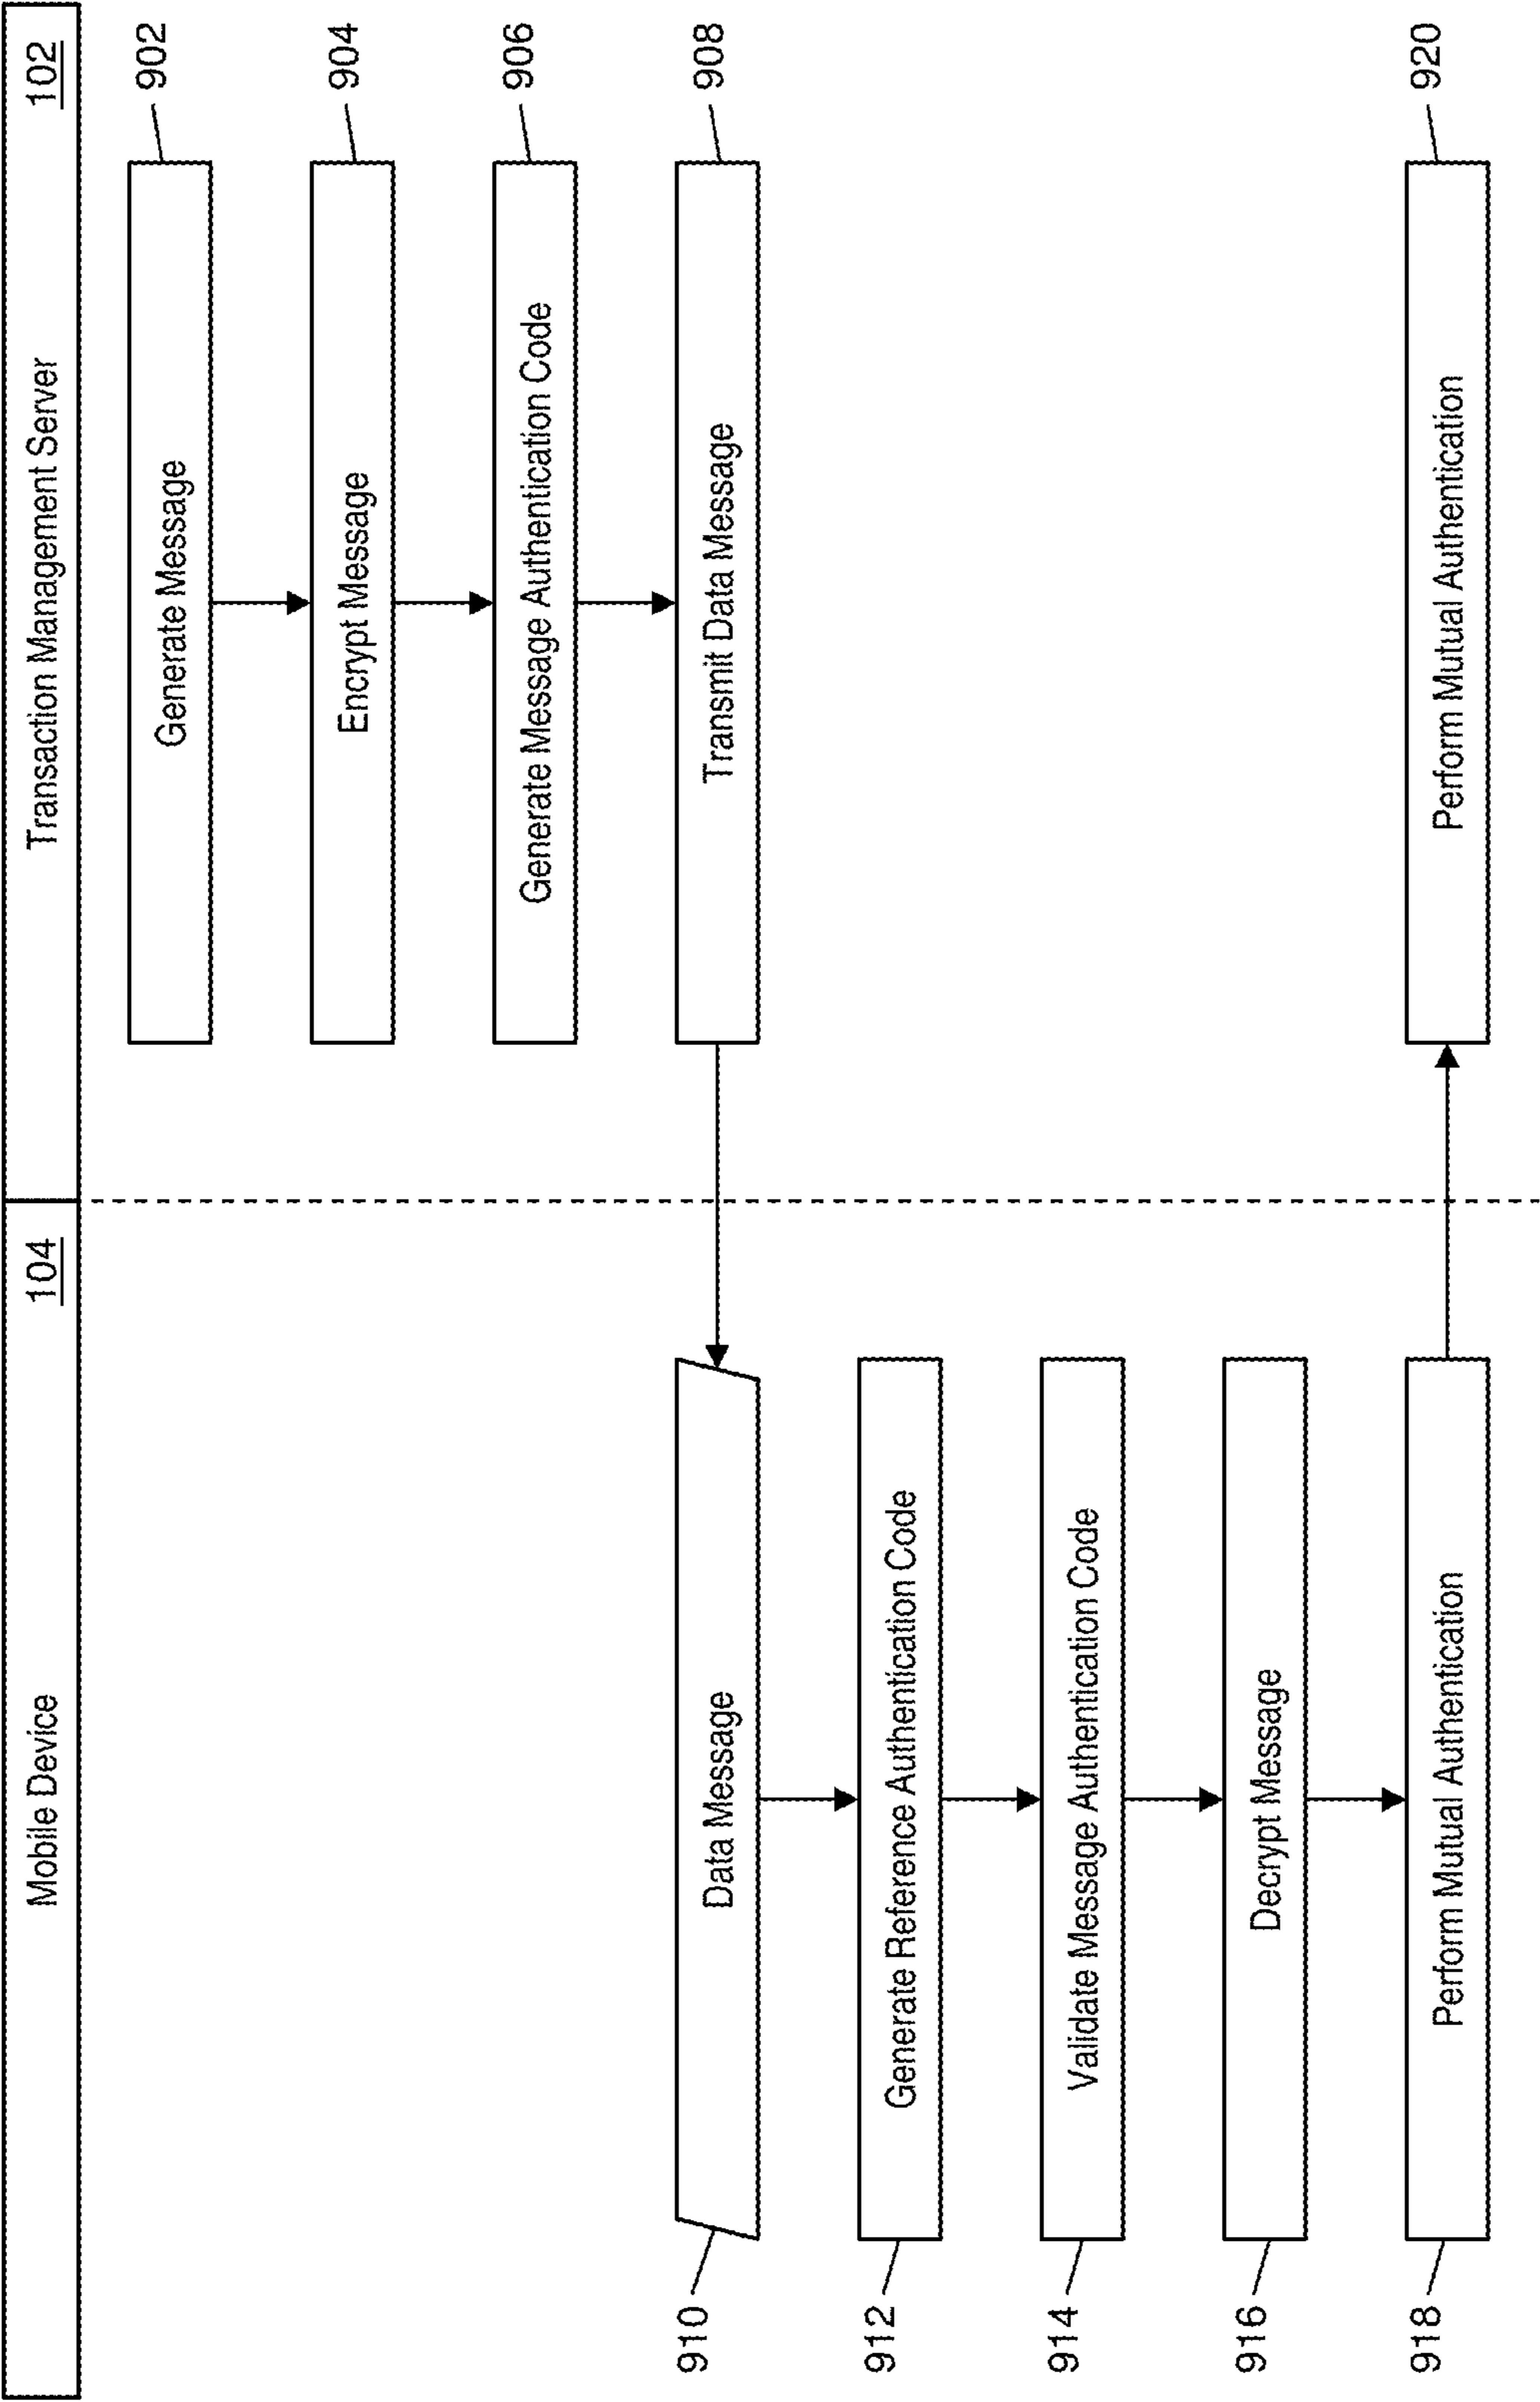 Mobile Device
104
Transaction Management Server
102
Generate Message
902
Encrypt Message
904
Generate Message Authentication Code
906
Transmit Data Message
908
910
Data Message
912
Generate Reference Authentication Code
914
Validate Message Authentication Code
916
Decrypt Message
918
Perform Mutual Authentication
Perform Mutual Authentication
920